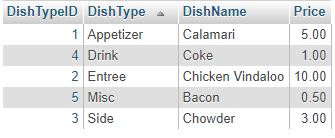 DishTypeID DishType DishName Price
1 Appetizer Calamari 5.00
4 Drink Coke 1.00
2 Entree Chicken Vindaloo 10.00
5 Misc Bacon 0.50
3 Side Chowder 3.00